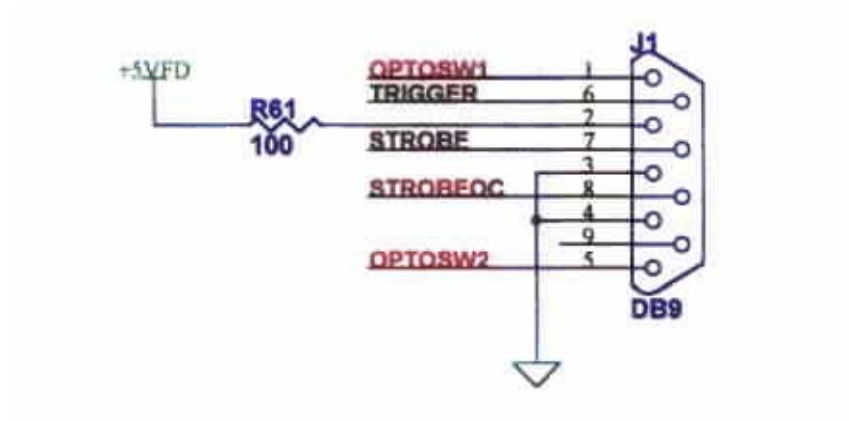 J1
+5VFD
OPTOSW1 1
TRIGGER 6
R61
100
2
STROBE 7
3
STROBEOC 8
4
9
OPTOSW2 5
DB9